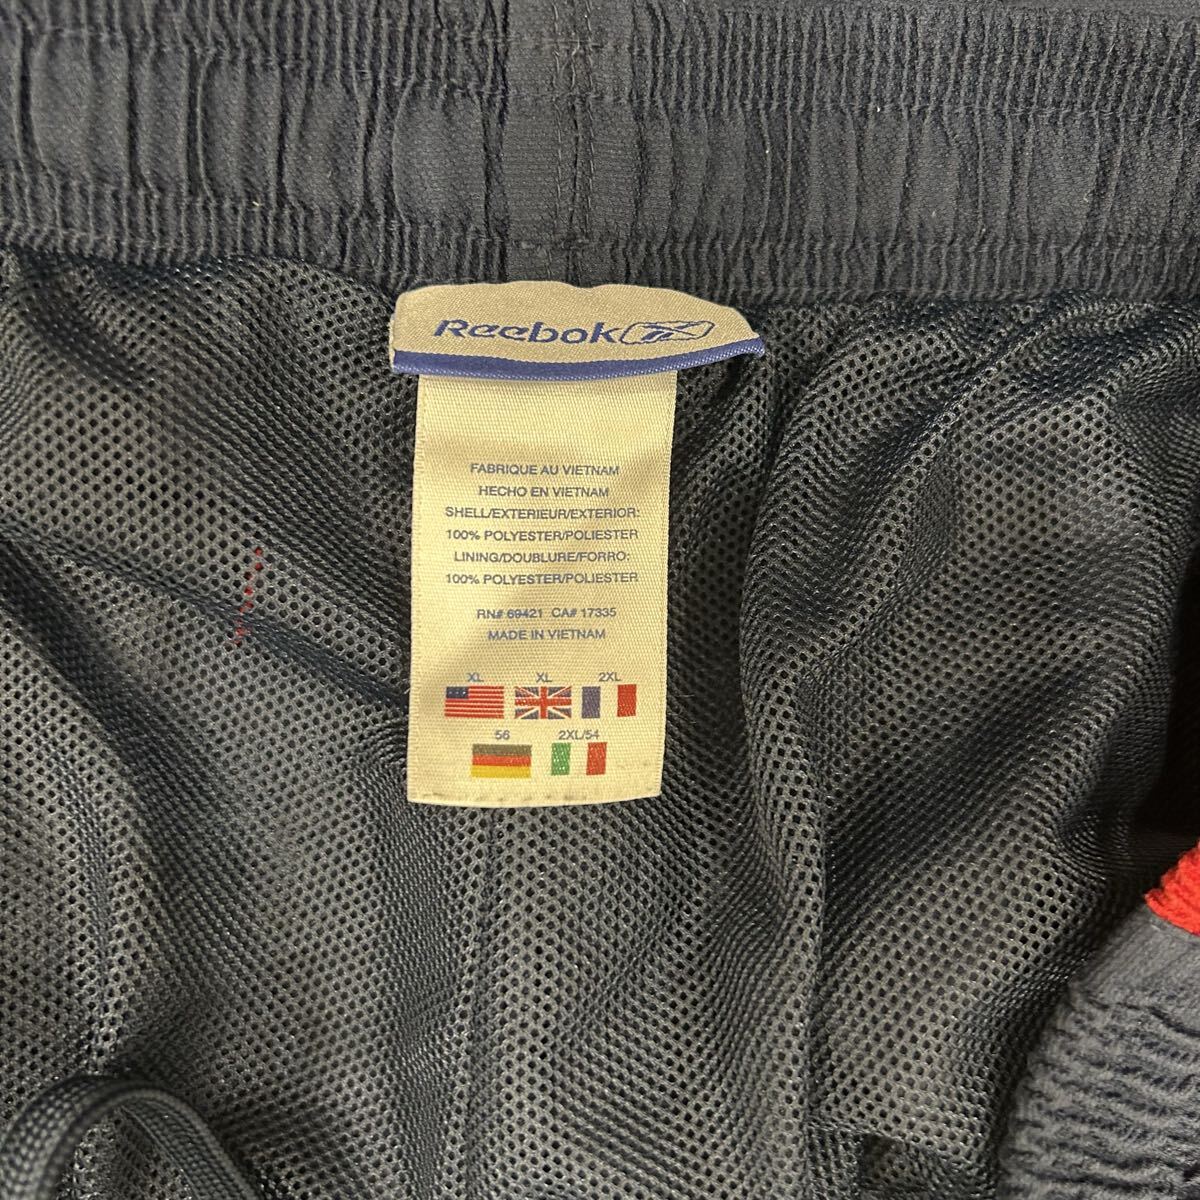 Reebok
FABRIQUE AU VIETNAM
HECHO EN VIETNAM
SHELL/EXTERIEUR/EXTERIOR:
100% POLYESTER/POLIESTER
LINING/DOUBLURE/FORRO:
100% POLYESTER/POLIESTER
RN# 69421 CA# 17335
MADE IN VIETNAM
XL XL 2XL
56 2XL/54